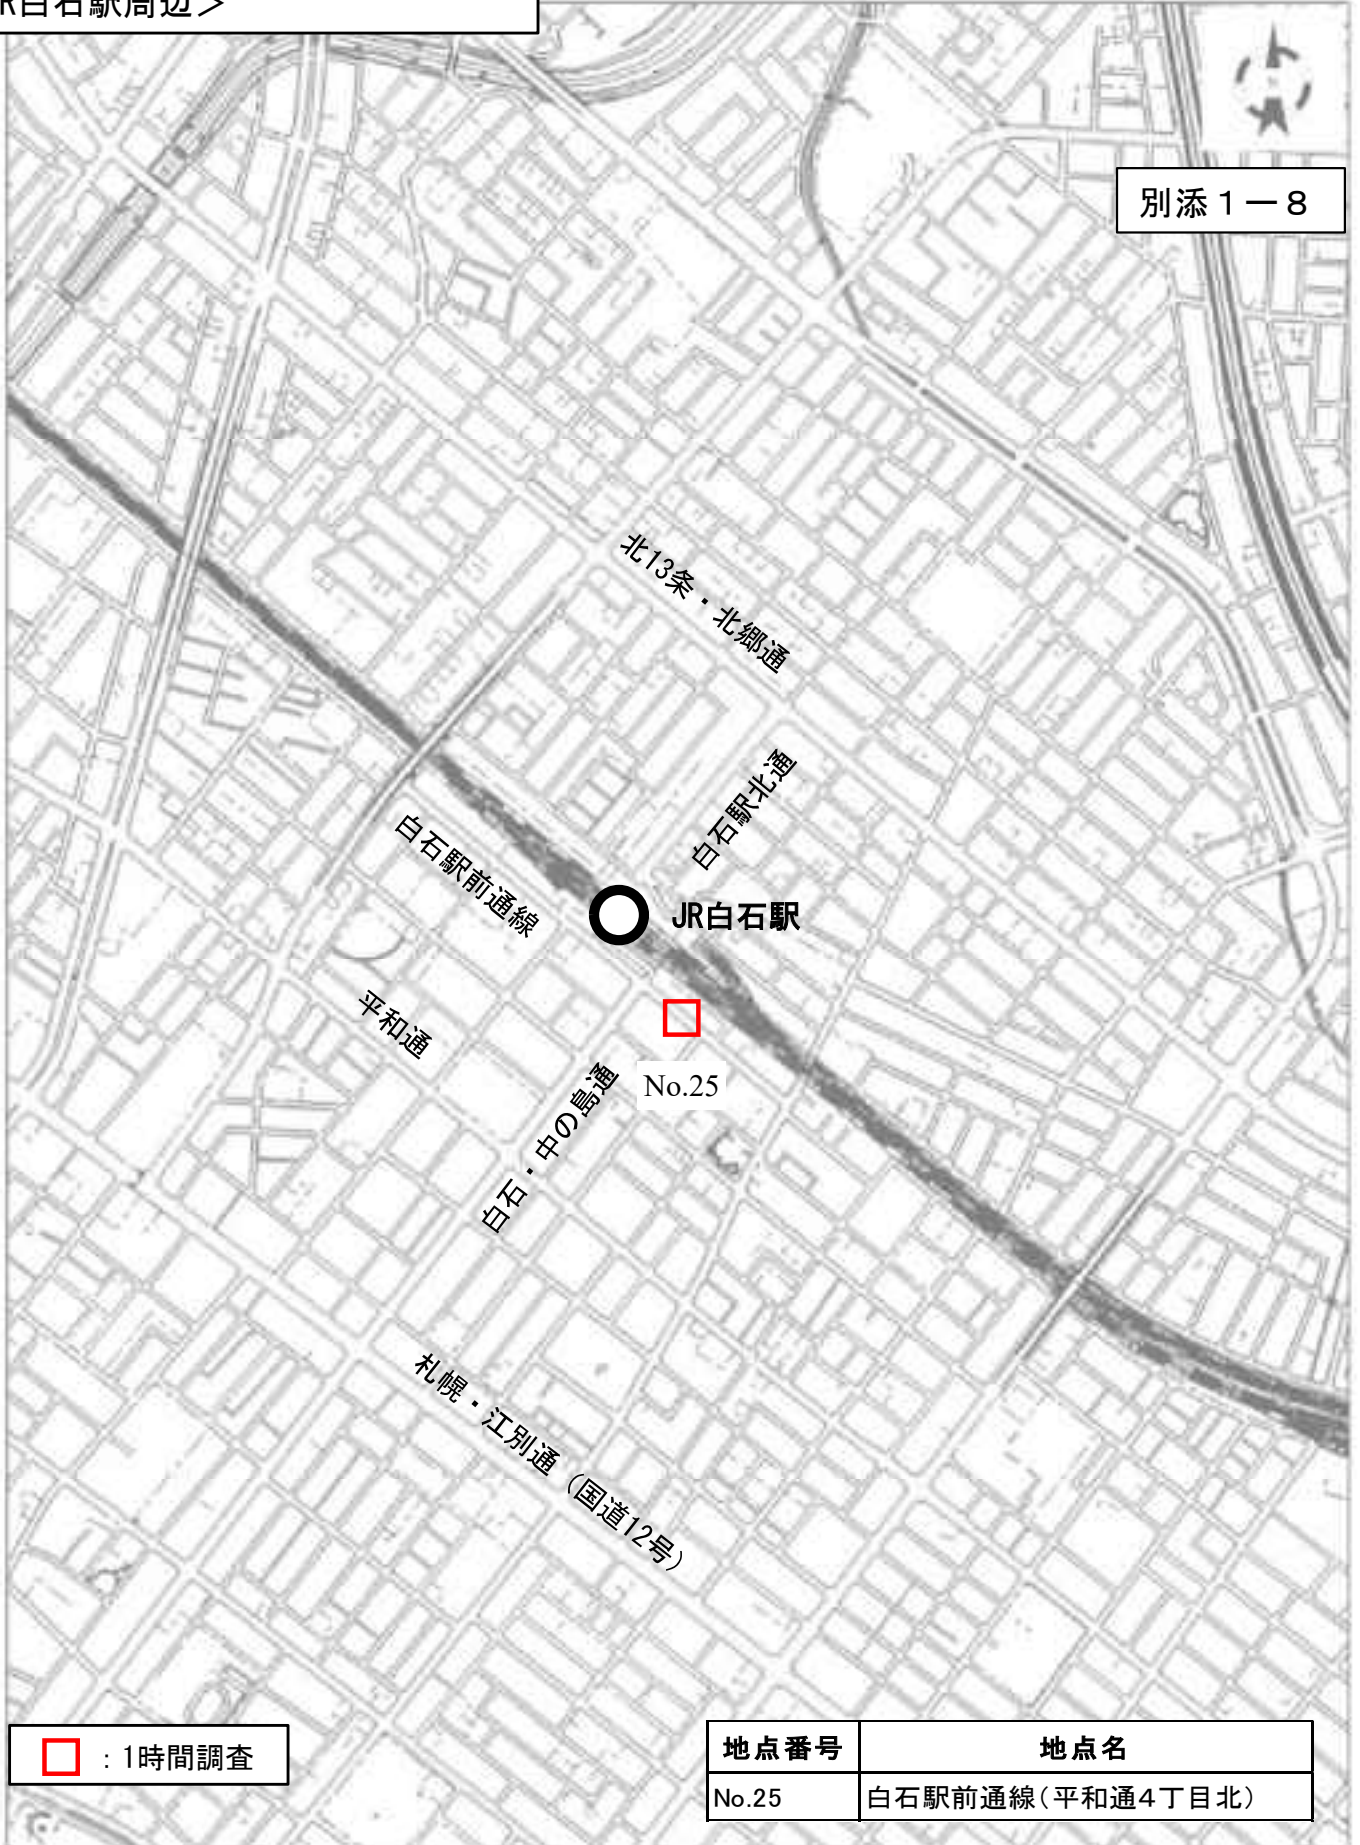 R白石駅周辺＞
別添１－８
北13条・北郷通
白石駅北通
白石駅前通線
JR白石駅
平和通
No.25
白石・中の島通
札幌・江別通（国道12号）
：1時間調査
地点番号 地点名
No.25 白石駅前通線（平和通４丁目北）